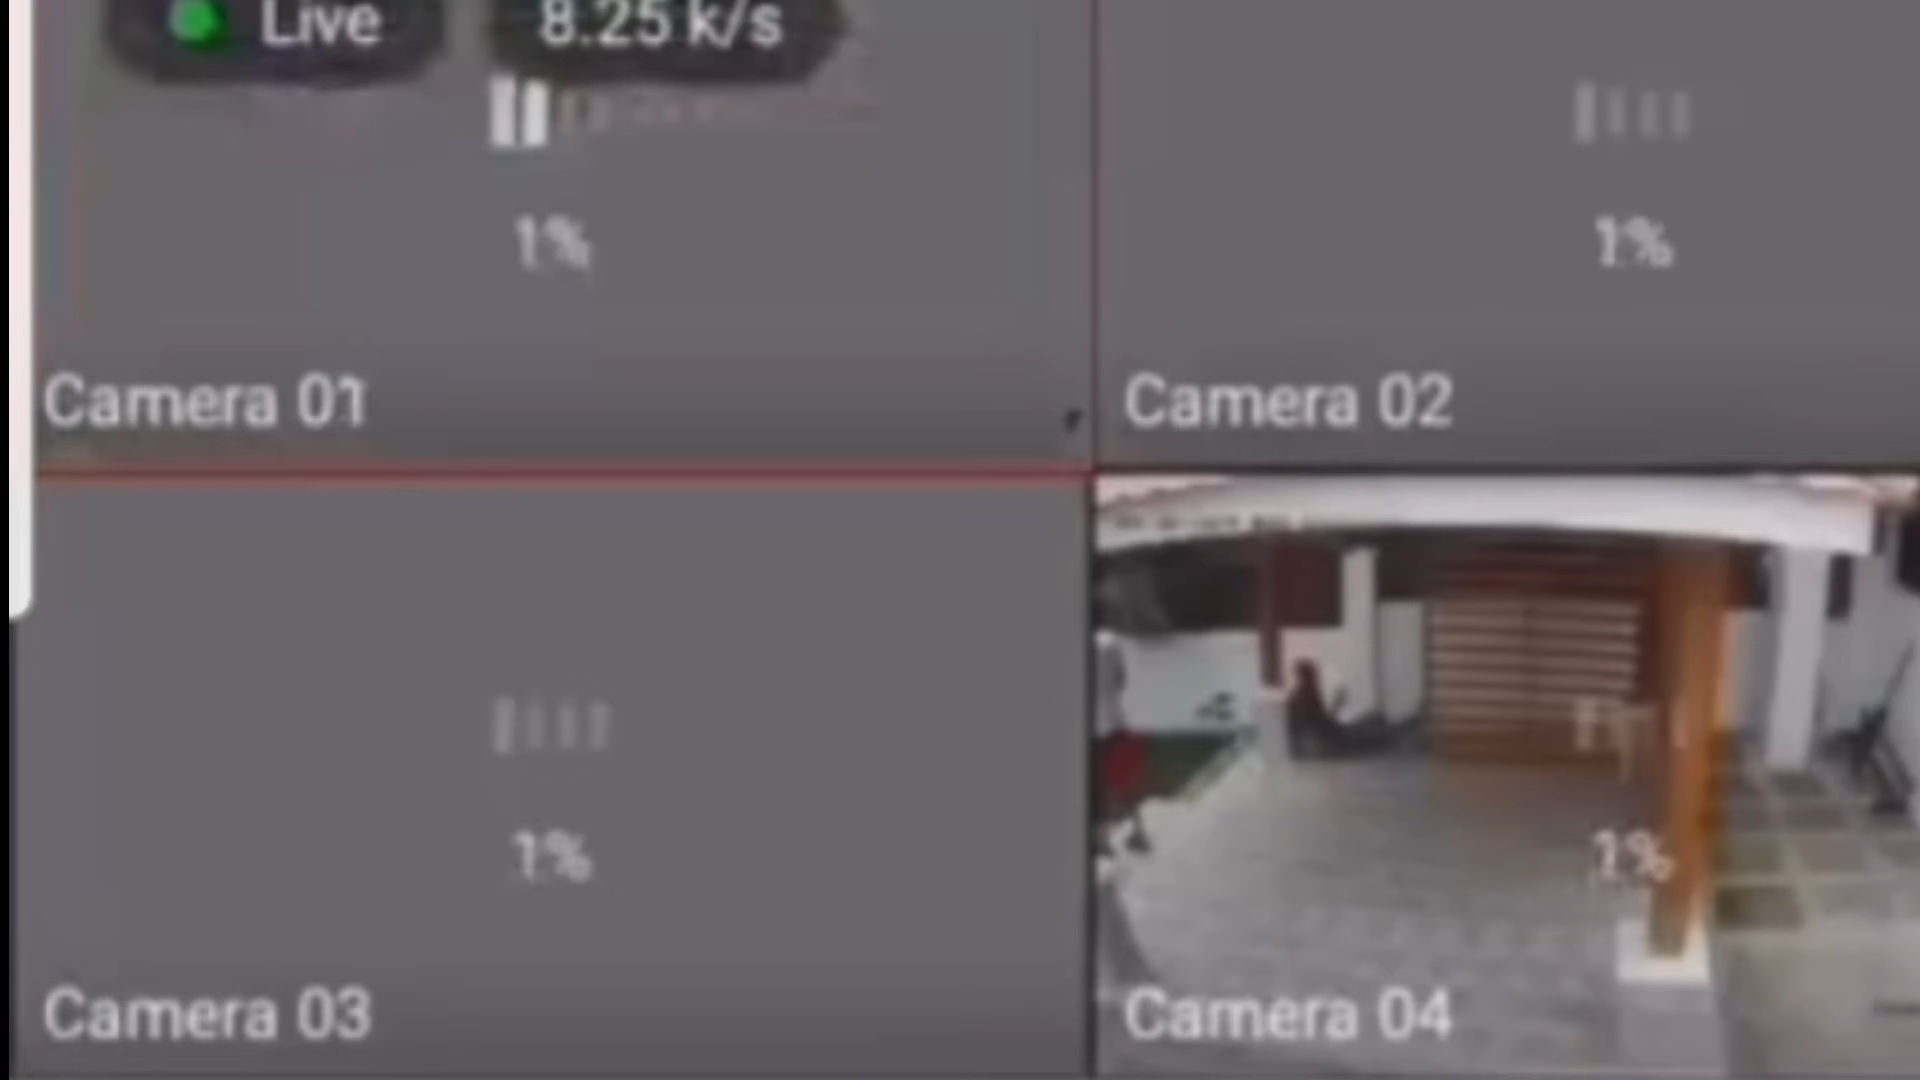 Live 8.25 k/s
1% 1%
Camera 01 Camera 02
1% 1%
Camera 03 Camera 04